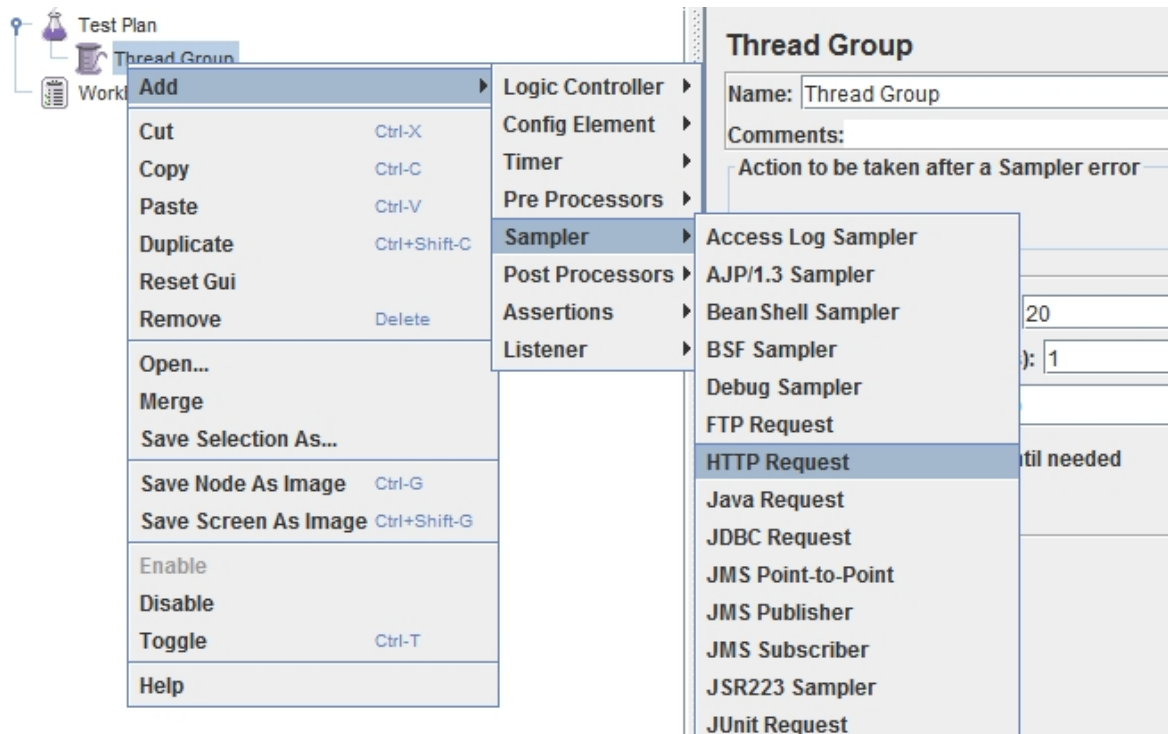 Test Plan
Thread Group
Add
Cut Ctrl-X
Copy Ctrl-C
Paste Ctrl-V
Duplicate Ctrl+Shift-C
Reset Gui
Remove Delete
Open...
Merge
Save Selection As...
Save Node As Image Ctrl-G
Save Screen As Image Ctrl+Shift-G
Enable
Disable
Toggle Ctrl-T
Help
Logic Controller
Config Element
Timer
Pre Processors
Sampler
Post Processors
Assertions
Listener
Access Log Sampler
AJP/1.3 Sampler
BeanShell Sampler
BSF Sampler
Debug Sampler
FTP Request
HTTP Request
Java Request
JDBC Request
JMS Point-to-Point
JMS Publisher
JMS Subscriber
JSR223 Sampler
JUnit Request
Thread Group
Name: Thread Group
Comments:
Action to be taken after a Sampler error
20
): 1
needed